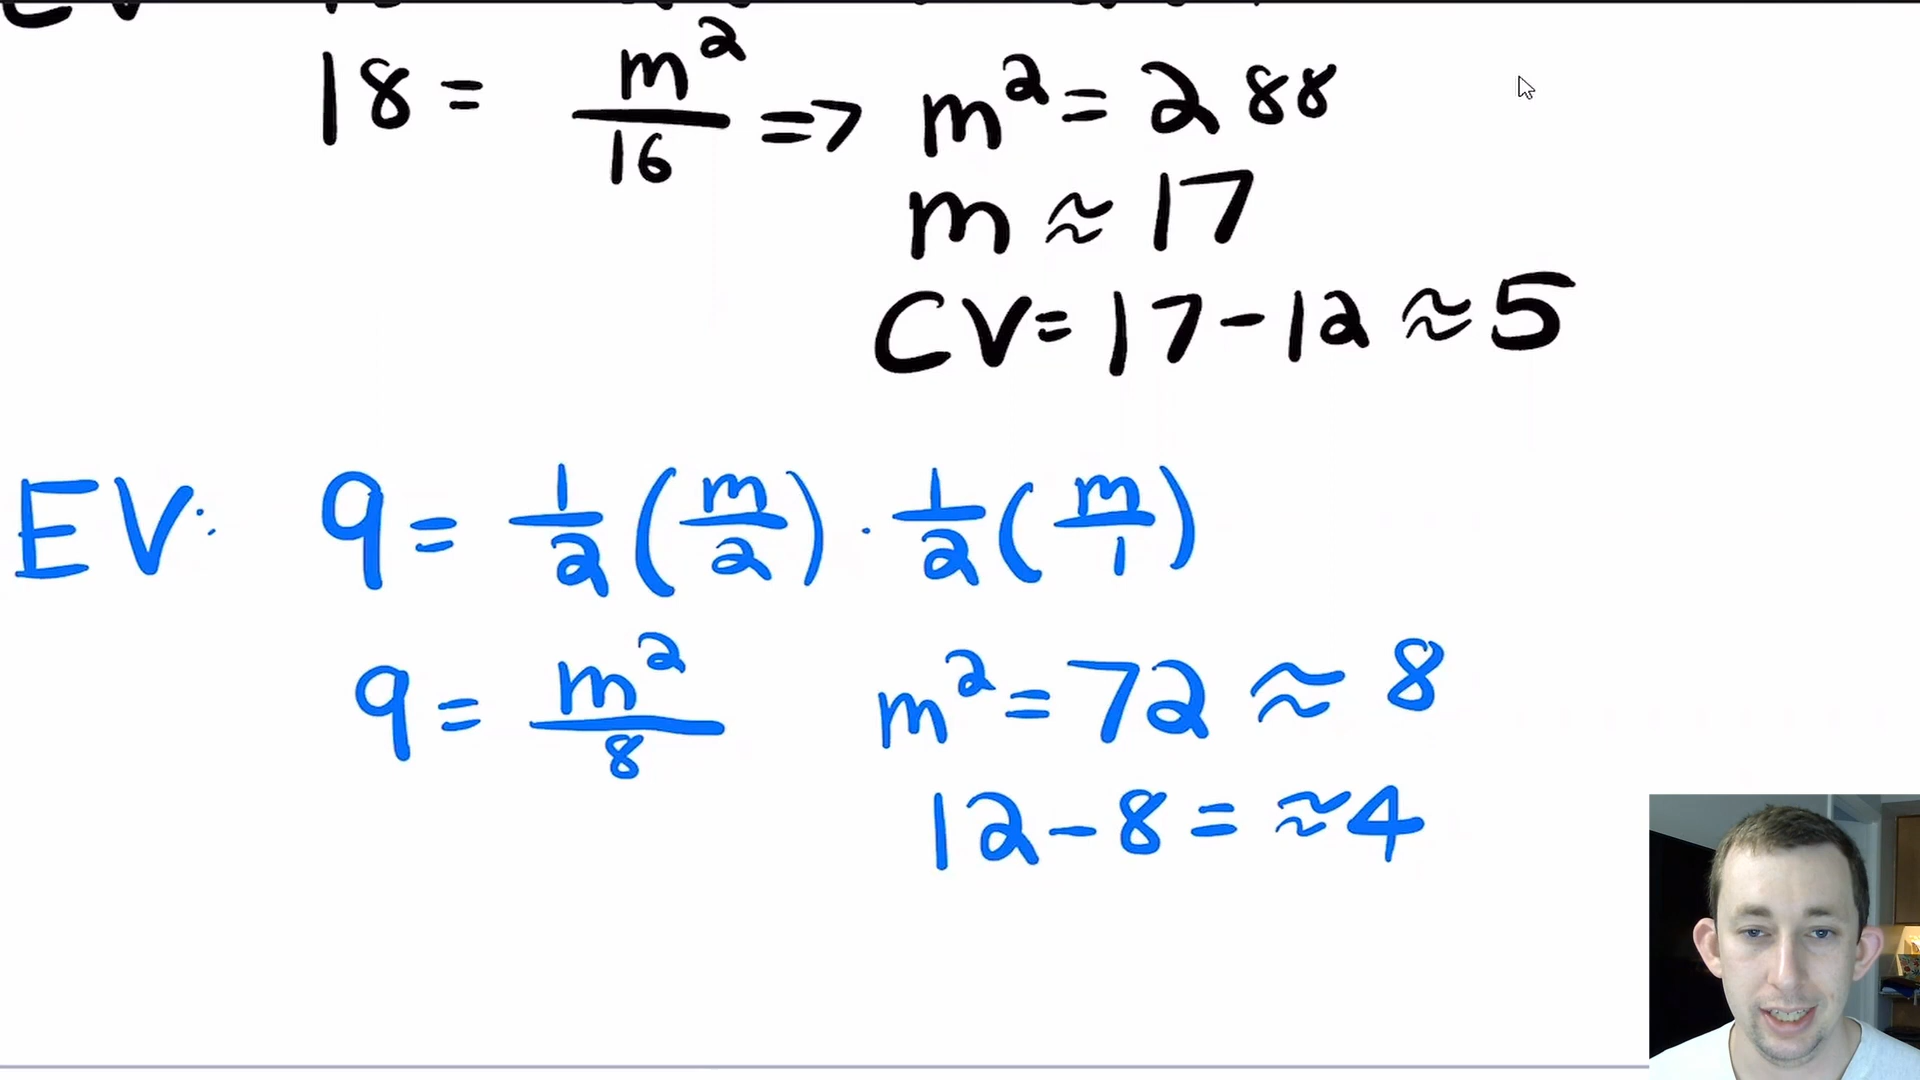 18 = m²/16 => m² = 288
m ≈ 17
CV = 17 - 12 ≈ 5
EV: 9 = 1/2 (m/2) · 1/2 (m/1)
9 = m²/8 m² = 72 ≈ 8
12 - 8 = ≈ 4